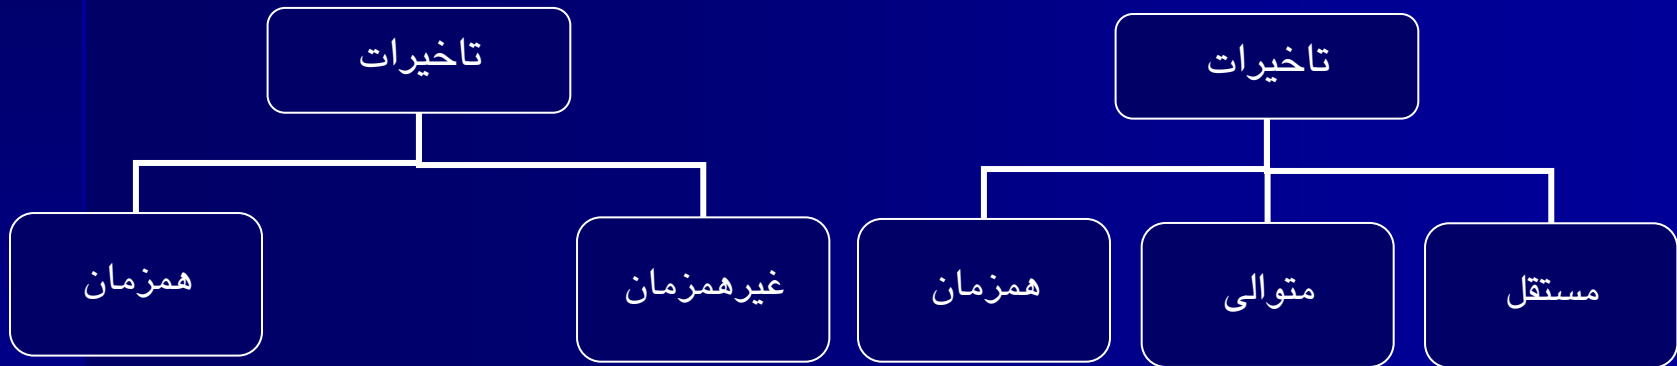 تاخیرات
مستقل
متوالی
همزمان
تاخیرات
غیرهمزمان
همزمان